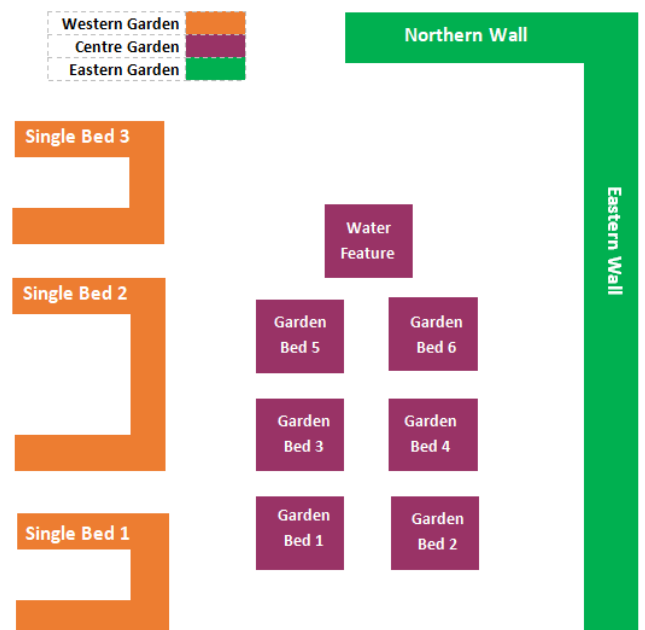 Western Garden
Centre Garden
Eastern Garden
Northern Wall
Eastern Wall
Single Bed 3
Water
Feature
Single Bed 2
Garden
Bed 5
Garden
Bed 6
Garden
Bed 3
Garden
Bed 4
Single Bed 1
Garden
Bed 1
Garden
Bed 2